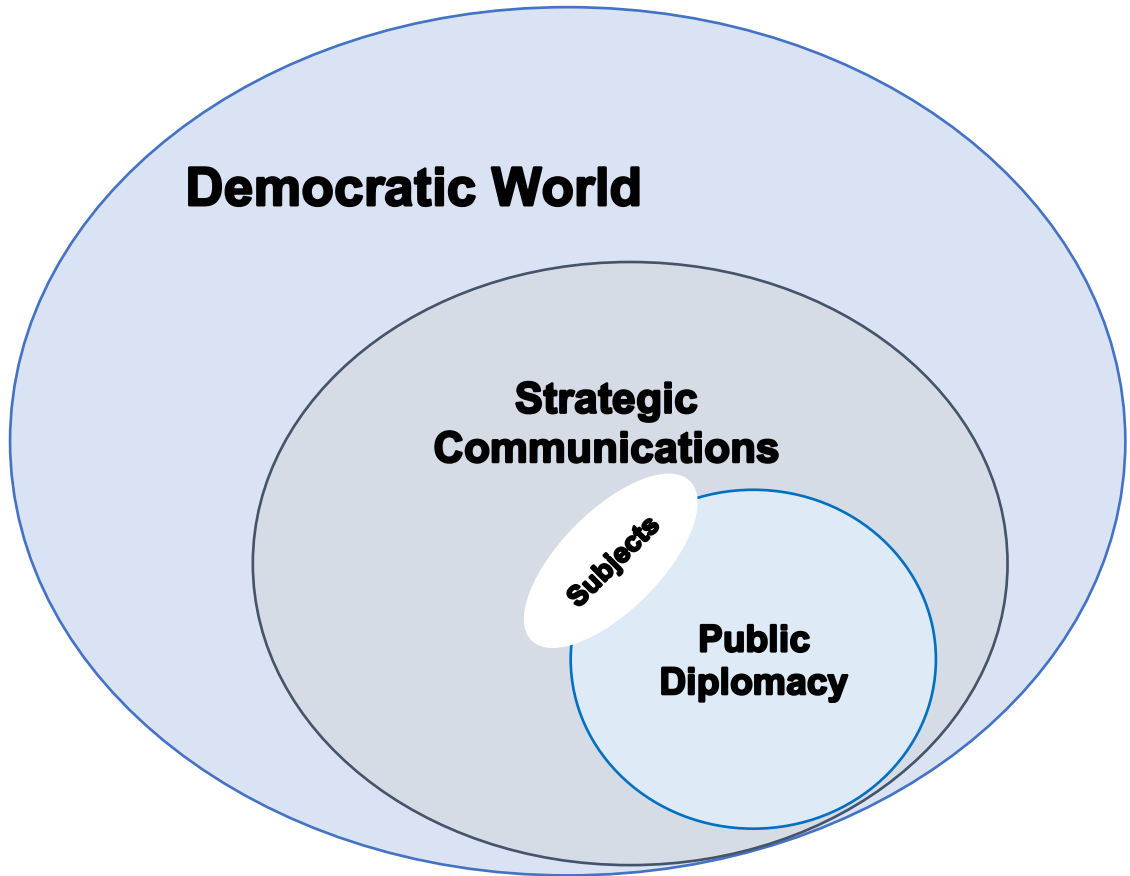 Democratic World
Strategic
Communications
Subjects
Public
Diplomacy